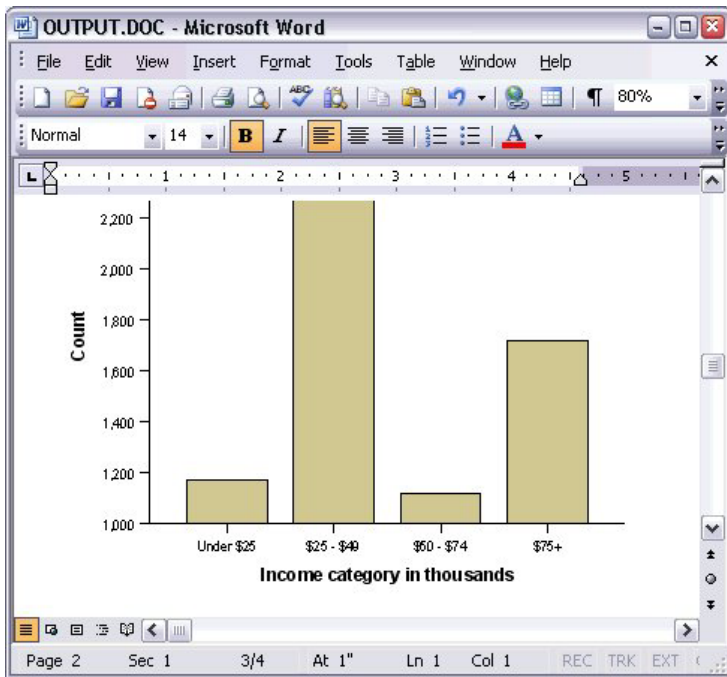 OUTPUT.DOC - Microsoft Word
File Edit View Insert Format Tools Table Window Help
ABC ¶ 80%
Normal 14 B I A
L 1 2 3 4 5
2,200
2,000
1,800
1,600
1,400
1,200
1,000
Count
Under $25 $25 - $49 $50 - $74 $75+
Income category in thousands
Page 2 Sec 1 3/4 At 1" Ln 1 Col 1 REC TRK EXT